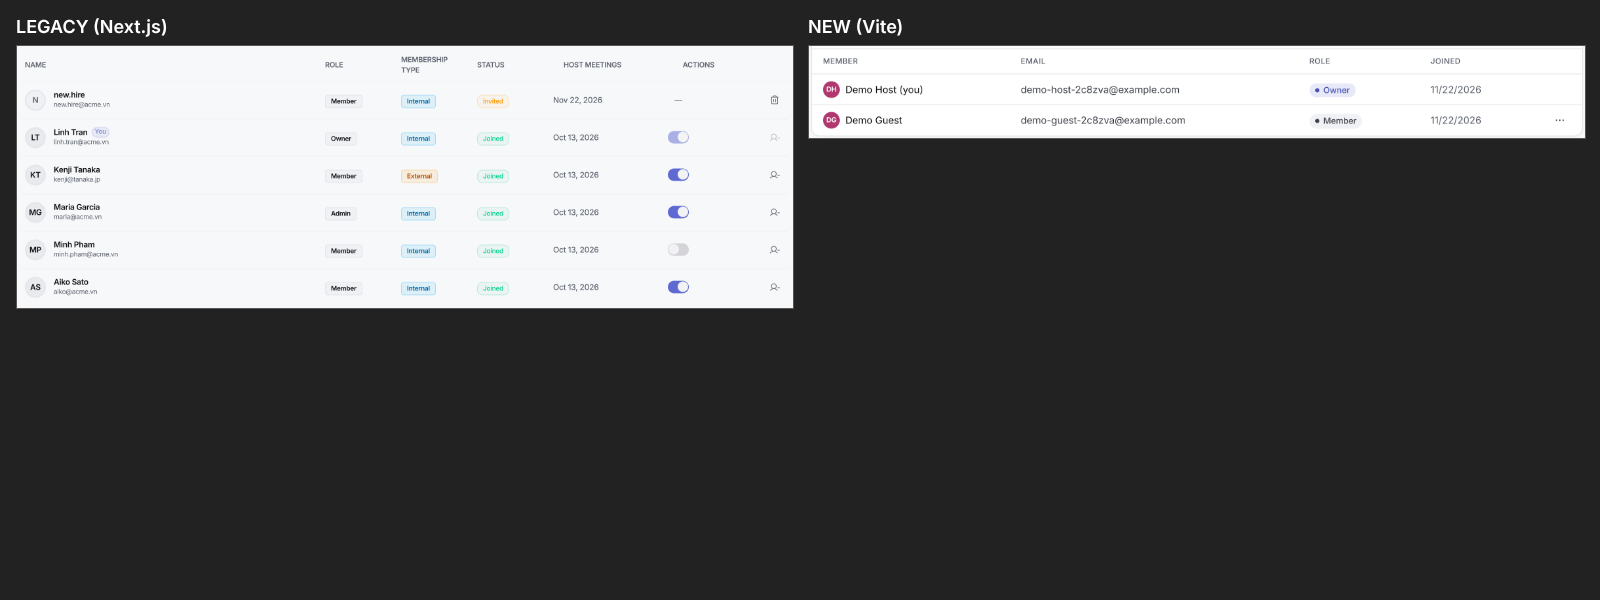 LEGACY (Next.js)
NAME ROLE MEMBERSHIP TYPE STATUS HOST MEETINGS ACTIONS
N new.hire Member Internal Invited Nov 22, 2026 —
new.hire@acme.vn
LT Linh Tran You Owner Internal Joined Oct 13, 2026
linh.tran@acme.vn
KT Kenji Tanaka Member External Joined Oct 13, 2026
kenji@tanaka.jp
MG Maria Garcia Admin Internal Joined Oct 13, 2026
maria@acme.vn
MP Minh Pham Member Internal Joined Oct 13, 2026
minh.pham@acme.vn
AS Aiko Sato Member Internal Joined Oct 13, 2026
aiko@acme.vn
NEW (Vite)
MEMBER EMAIL ROLE JOINED
DH Demo Host (you) demo-host-2c8zva@example.com Owner 11/22/2026
DG Demo Guest demo-guest-2c8zva@example.com Member 11/22/2026 ...